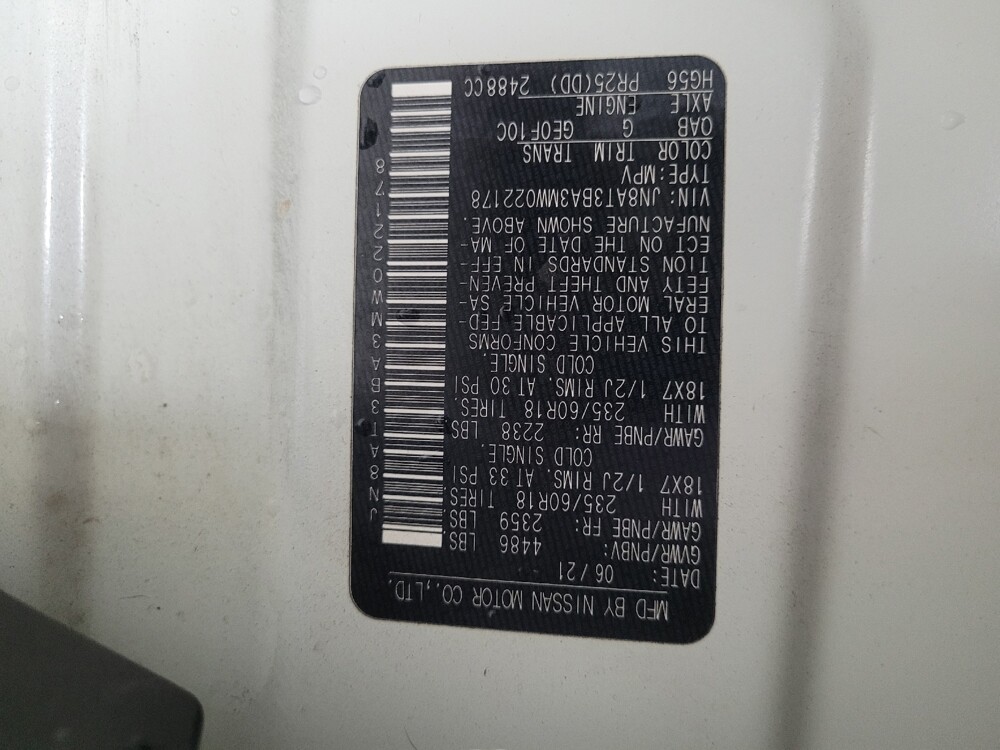 MFD BY NISSAN MOTOR CO.,LTD.
DATE: 06/21
GVWR/PNBV: 4486 LBS
GAWR/PNBE FR: 2359 LBS.
WITH 235/60R18 TIRES.
18X7 1/2J RIMS. AT 33 PSI
COLD SINGLE.
GAWR/PNBE RR: 2238 LBS.
WITH 235/60R18 TIRES.
18X7 1/2J RIMS. AT 30 PSI
COLD SINGLE.
THIS VEHICLE CONFORMS
TO ALL APPLICABLE FED-
ERAL MOTOR VEHICLE SA-
FETY AND THEFT PREVEN-
TION STANDARDS IN EFF-
ECT ON THE DATE OF MA-
NUFACTURE SHOWN ABOVE.
VIN: JN8AT3BA3MW022178
TYPE:MPV
COLOR TRIM TRANS
QAB G GE0F10C
AXLE ENGINE
HG56 PR25(DD) 2488CC
JN8AT3BA3MW022178